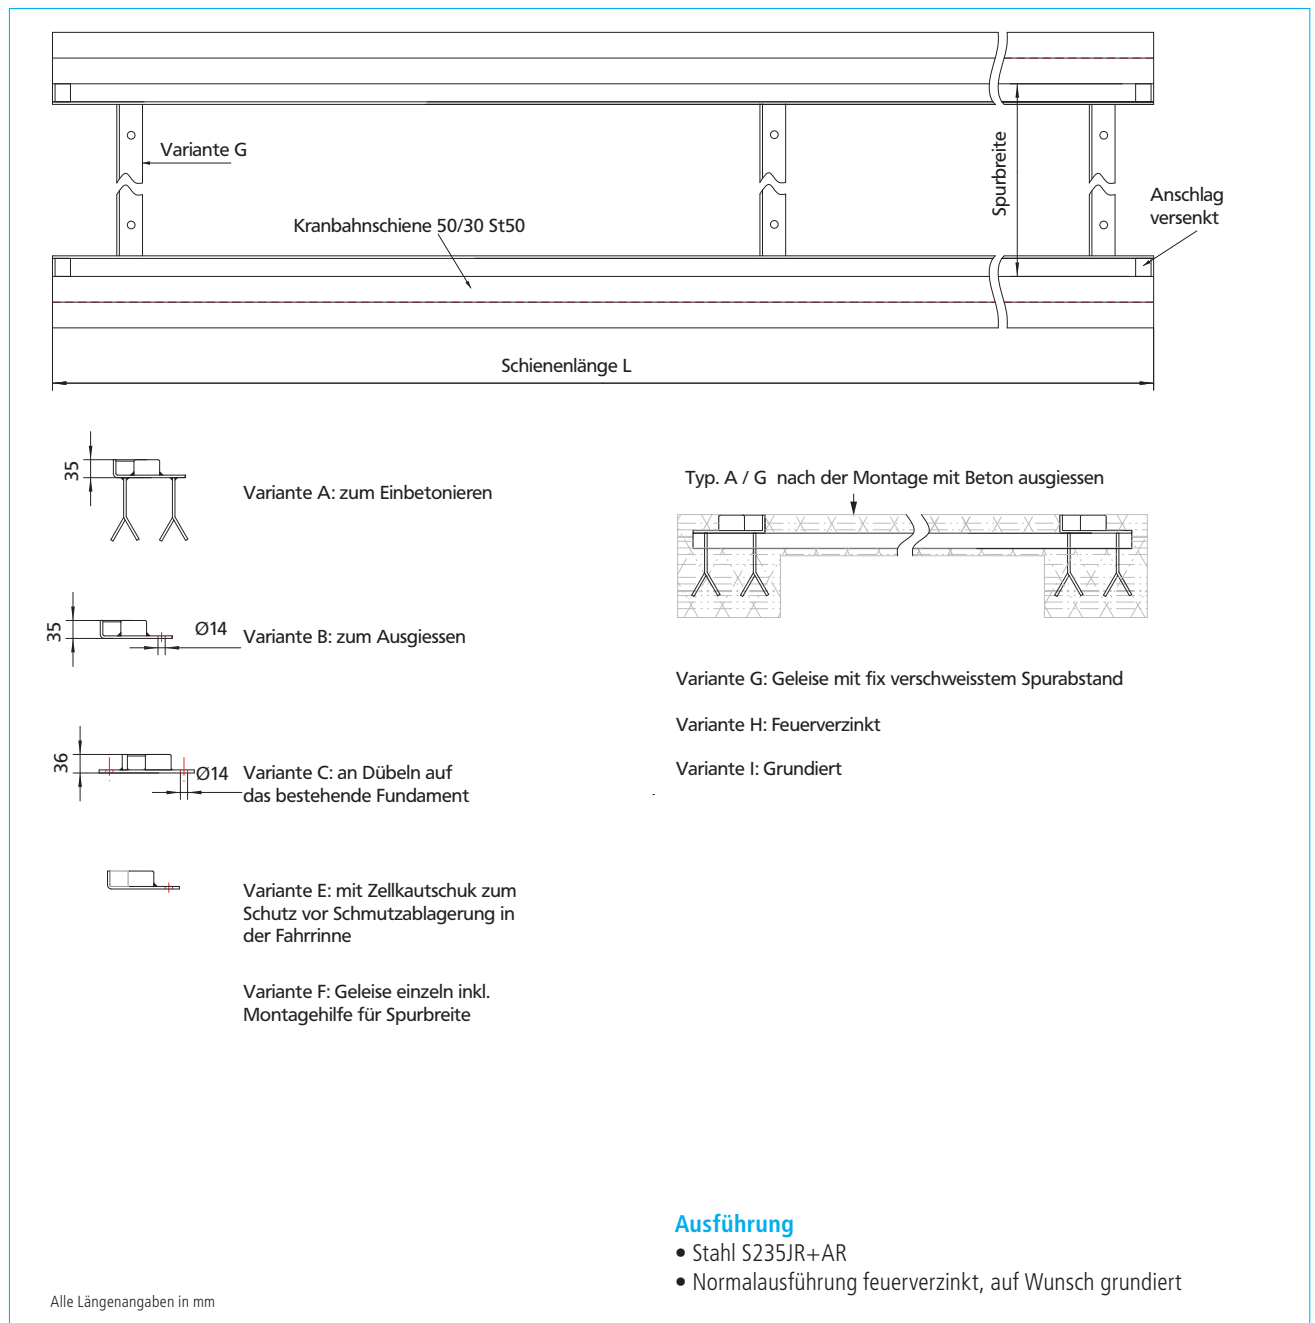 Variante G
Kranbahnschiene 50/30 St50
Spurbreite
Anschlag
versenkt
Schienenlänge L
35
Variante A: zum Einbetonieren
Typ. A / G  nach der Montage mit Beton ausgiessen
35
Ø14
Variante B: zum Ausgiessen
Variante G: Geleise mit fix verschweisstem Spurabstand
Variante H: Feuerverzinkt
Variante I: Grundiert
36
Ø14
Variante C: an Dübeln auf
das bestehende Fundament
Variante E: mit Zellkautschuk zum
Schutz vor Schmutzablagerung in
der Fahrrinne
Variante F: Geleise einzeln inkl.
Montagehilfe für Spurbreite
Ausführung
• Stahl S235JR+AR
• Normalausführung feuerverzinkt, auf Wunsch grundiert
Alle Längenangaben in mm